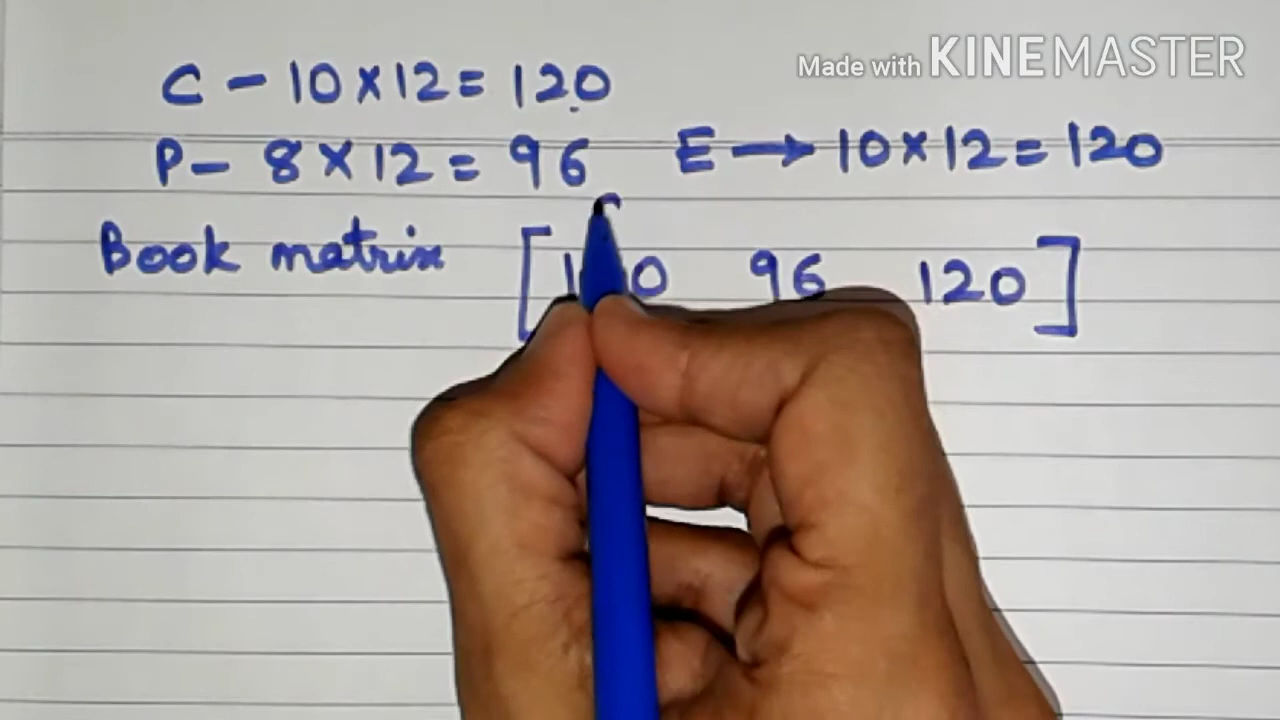 Made with KINEMASTER
C - 10 × 12 = 120
P - 8 × 12 = 96 E → 10 × 12 = 120
Book matrix [ 96 120 ]